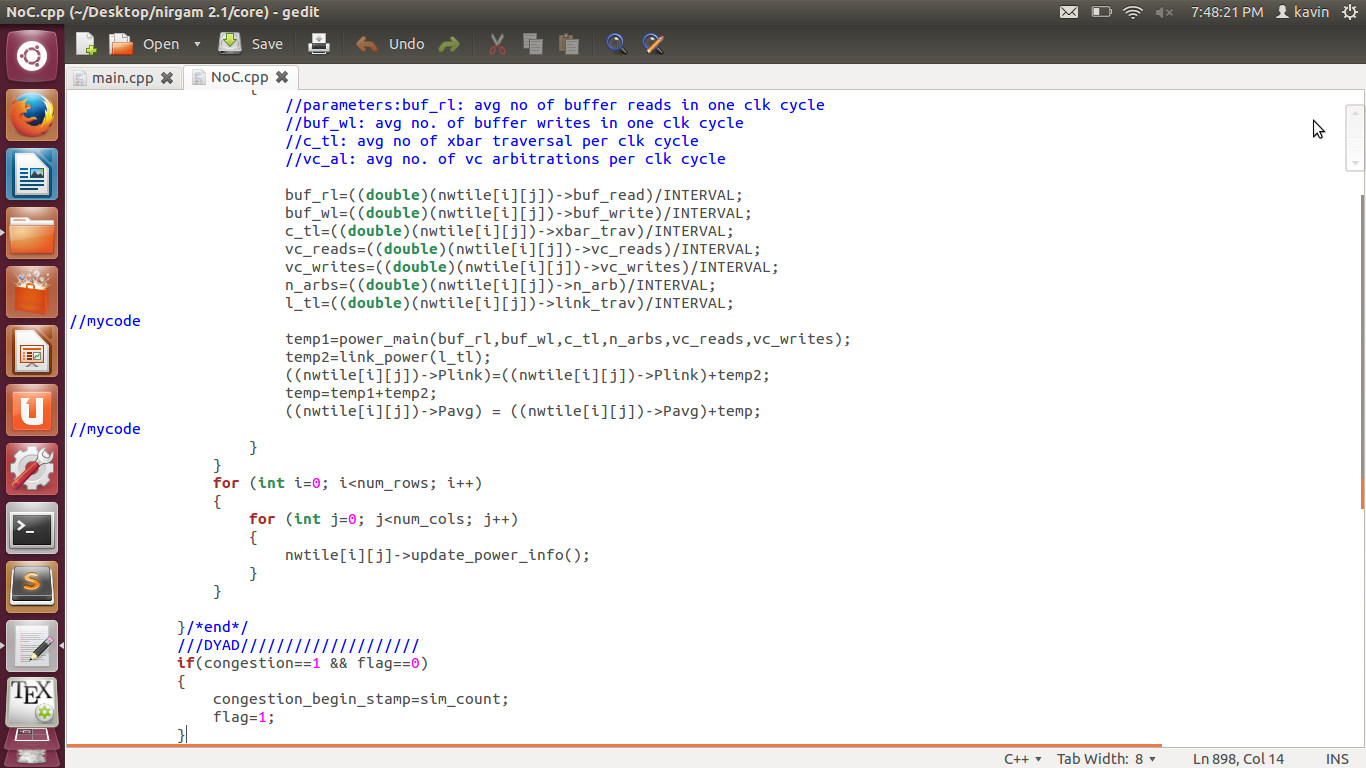 NoC.cpp (~/Desktop/nirgam 2.1/core) - gedit
7:48:21 PM
kavin
Open
Save
Undo
main.cpp
NoC.cpp
{
//parameters:buf_rl: avg no of buffer reads in one clk cycle
//buf_wl: avg no. of buffer writes in one clk cycle
//c_tl: avg no of xbar traversal per clk cycle
//vc_al: avg no. of vc arbitrations per clk cycle
buf_rl=((double)(nwtile[i][j])->buf_read)/INTERVAL;
buf_wl=((double)(nwtile[i][j])->buf_write)/INTERVAL;
c_tl=((double)(nwtile[i][j])->xbar_trav)/INTERVAL;
vc_reads=((double)(nwtile[i][j])->vc_reads)/INTERVAL;
vc_writes=((double)(nwtile[i][j])->vc_writes)/INTERVAL;
n_arbs=((double)(nwtile[i][j])->n_arb)/INTERVAL;
l_tl=((double)(nwtile[i][j])->link_trav)/INTERVAL;
//mycode
temp1=power_main(buf_rl,buf_wl,c_tl,n_arbs,vc_reads,vc_writes);
temp2=link_power(l_tl);
((nwtile[i][j])->Plink)=((nwtile[i][j])->Plink)+temp2;
temp=temp1+temp2;
((nwtile[i][j])->Pavg) = ((nwtile[i][j])->Pavg)+temp;
//mycode
}
}
for (int i=0; i<num_rows; i++)
{
for (int j=0; j<num_cols; j++)
{
nwtile[i][j]->update_power_info();
}
}
}/*end*/
///DYAD////////////////////
if(congestion==1 && flag==0)
{
congestion_begin_stamp=sim_count;
flag=1;
}
C++
Tab Width: 8
Ln 898, Col 14
INS
TEX